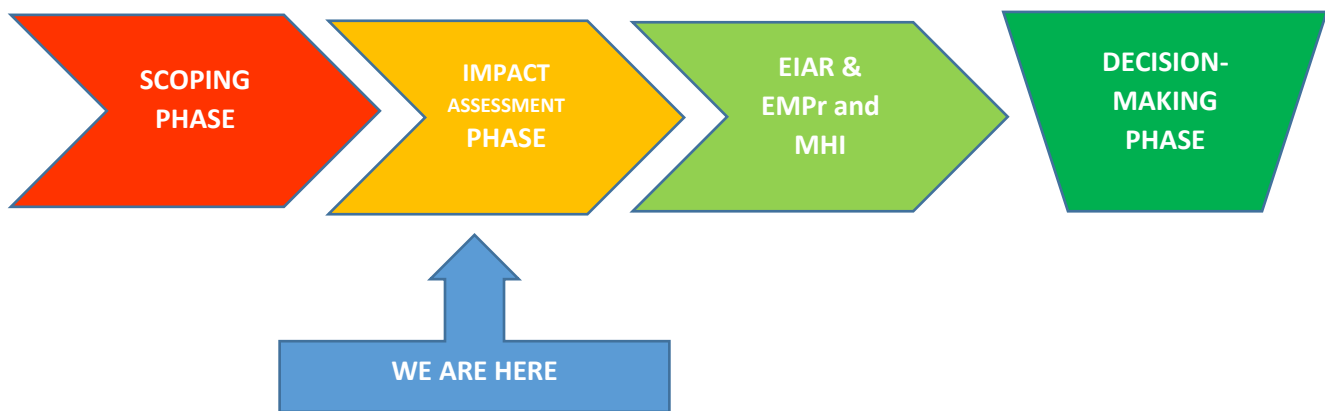 SCOPING
PHASE
IMPACT
ASSESSMENT
PHASE
EIAR &
EMPr and
MHI
DECISION-
MAKING
PHASE
WE ARE HERE